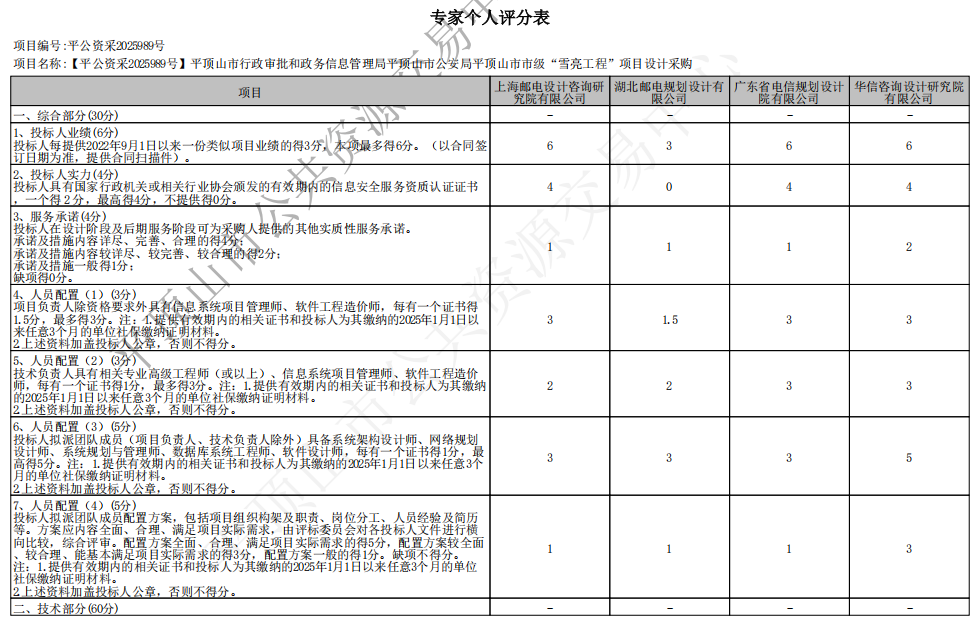 专家个人评分表
项目编号:平公资采2025989号
项目名称:【平公资采2025989号】平顶山市行政审批和政务信息管理局平顶山市公安局平顶山市市级“雪亮工程”项目设计采购
项目 上海邮电设计咨询研究院有限公司 湖北邮电规划设计有限公司 广东省电信规划设计院有限公司 华信咨询设计研究院有限公司
一、综合部分(30分) － － － －
1、投标人业绩(6分)
投标人每提供2022年9月1日以来一份类似项目业绩的得3分，本项最多得6分。（以合同签
订日期为准，提供合同扫描件）。
6 3 6 6
2、投标人实力(4分)
投标人具有国家行政机关或相关行业协会颁发的有效期内的信息安全服务资质认证证书
，一个得２分，最高得4分，不提供得0分。
4 0 4 4
3、服务承诺(4分)
投标人在设计阶段及后期服务阶段可为采购人提供的其他实质性服务承诺。
承诺及措施内容详尽、完善、合理的得4分；
承诺及措施内容较详尽、较完善、较合理的得2分；
承诺及措施一般得1分；
缺项得0分。
1 1 1 2
4、人员配置（1）(3分)
项目负责人除资格要求外具有信息系统项目管理师、软件工程造价师，每有一个证书得
1.5分，最多得3分。注：1.提供有效期内的相关证书和投标人为其缴纳的2025年1月1日以
来任意3个月的单位社保缴纳证明材料。
2上述资料加盖投标人公章，否则不得分。
3 1.5 3 3
5、人员配置（2）(3分)
技术负责人具有相关专业高级工程师（或以上）、信息系统项目管理师、软件工程造价
师，每有一个证书得1分，最多得3分。注：1.提供有效期内的相关证书和投标人为其缴纳
的2025年1月1日以来任意3个月的单位社保缴纳证明材料。
2上述资料加盖投标人公章，否则不得分。
2 2 3 3
6、人员配置（3）(5分)
投标人拟派团队成员（项目负责人、技术负责人除外）具备系统架构设计师、网络规划
设计师、系统规划与管理师、数据库系统工程师、软件设计师，每有一个证书得1分，最
高得5分。注：1.提供有效期内的相关证书和投标人为其缴纳的2025年1月1日以来任意3个
月的单位社保缴纳证明材料。
2上述资料加盖投标人公章，否则不得分。
3 3 3 5
7、人员配置（4）(5分)
投标人拟派团队成员配置方案，包括项目组织构架及职责、岗位分工、人员经验及简历
等。方案应内容全面、合理、满足项目实际需求，由评标委员会对各投标人文件进行横
向比较，综合评审。配置方案全面、合理、满足项目实际需求的得5分，配置方案较全面
、较合理、能基本满足项目实际需求的得3分，配置方案一般的得1分。缺项不得分。
注：1.提供有效期内的相关证书和投标人为其缴纳的2025年1月1日以来任意3个月的单位
社保缴纳证明材料。
2上述资料加盖投标人公章，否则不得分。
1 1 1 3
二、技术部分(60分) － － － －
平顶山市公共资源交易中心
平顶山市公共资源交易中心